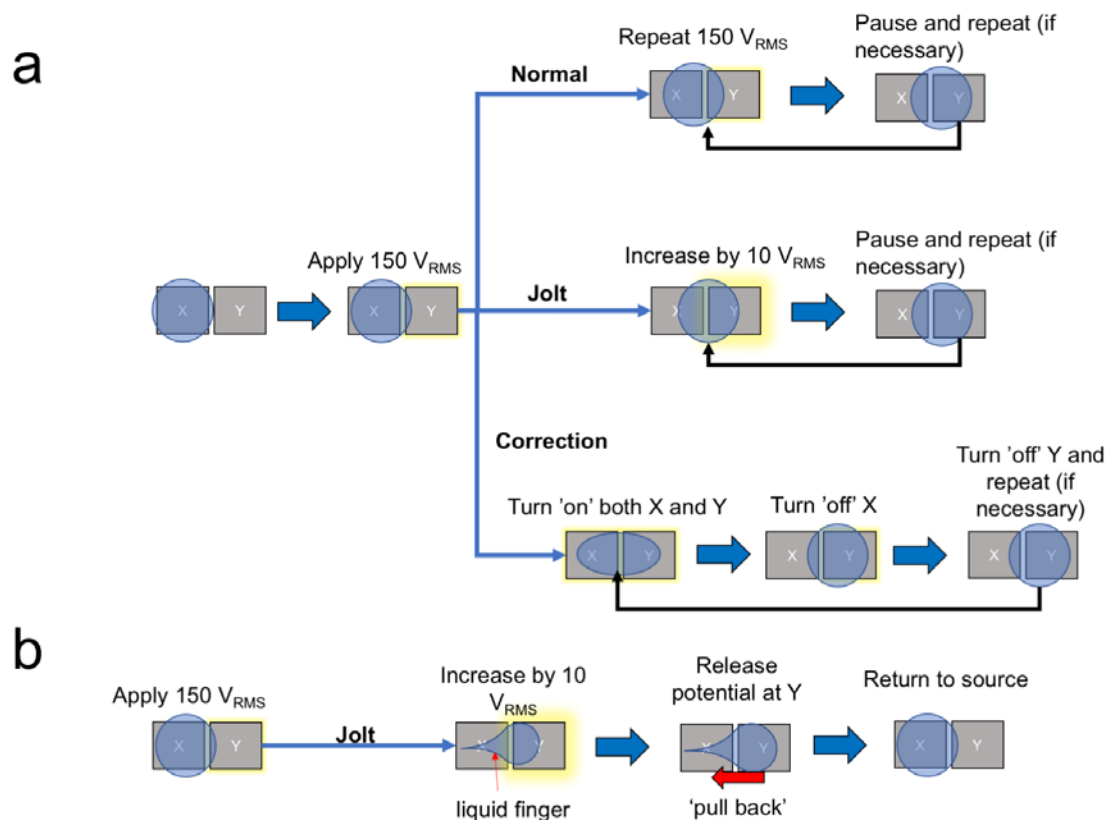 a
Repeat 150 VRMS
Pause and repeat (if
necessary)
Normal
X Y
X Y
Apply 150 VRMS
Increase by 10 VRMS
Pause and repeat (if
necessary)
Jolt
X Y
X Y
X Y
X Y
Correction
Turn 'on' both X and Y
Turn 'off' X
Turn 'off' Y and
repeat (if
necessary)
X Y
X Y
X Y
b
Apply 150 VRMS
Increase by 10
VRMS
Release
potential at Y
Return to source
Jolt
X Y
X Y
X Y
X Y
liquid finger
'pull back'